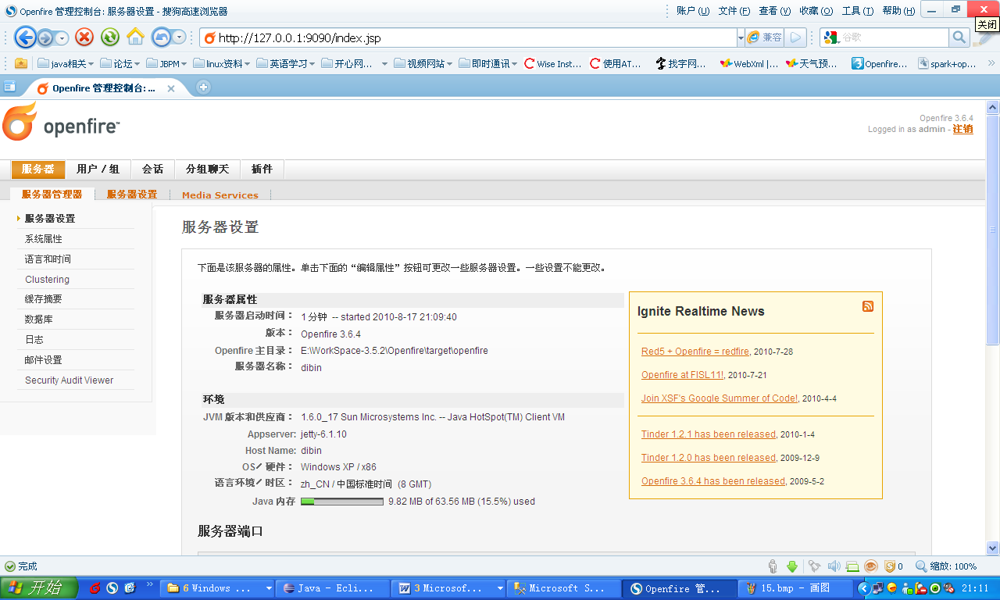 Openfire 管理控制台: 服务器设置 - 搜狗高速浏览器
账户(U) 文件(F) 查看(V) 收藏(O) 工具(T) 帮助(H)
关闭
http://127.0.0.1:9090/index.jsp
兼容
谷歌
java相关 论坛 JBPM linux资料 英语学习 开心网... 视频网站 即时通讯 Wise Inst... 使用AT... 找字网... WebXml |... 天气预... Openfire... spark+op...
Openfire 管理控制台: ...
openfire™
Openfire 3.6.4
Logged in as admin - 注销
服务器 用户 / 组 会话 分组聊天 插件
服务器管理器 服务器设置 Media Services
服务器设置
系统属性
语言和时间
Clustering
缓存摘要
数据库
日志
邮件设置
Security Audit Viewer
服务器设置
下面是该服务器的属性。单击下面的“编辑属性”按钮可更改一些服务器设置。一些设置不能更改。
服务器属性
服务器启动时间： 1 分钟 -- started 2010-8-17 21:09:40
版本： Openfire 3.6.4
Openfire 主目录： E:\WorkSpace-3.5.2\Openfire\target\openfire
服务器名称： dibin
环境
JVM 版本和供应商： 1.6.0_17 Sun Microsystems Inc. -- Java HotSpot(TM) Client VM
Appserver: jetty-6.1.10
Host Name: dibin
OS／硬件： Windows XP / x86
语言环境／时区： zh_CN / 中国标准时间 (8 GMT)
Java 内存 9.82 MB of 63.56 MB (15.5%) used
服务器端口
Ignite Realtime News
Red5 + Openfire = redfire, 2010-7-28
Openfire at FISL11!, 2010-7-21
Join XSF's Google Summer of Code!, 2010-4-4
Tinder 1.2.1 has been released, 2010-1-4
Tinder 1.2.0 has been released, 2009-12-9
Openfire 3.6.4 has been released, 2009-5-2
完成
0 缩放: 100%
开始 6 Windows ... Java - Ecli... 3 Microsof... Microsoft S... Openfire 管... 15.bmp - 画图 21:11